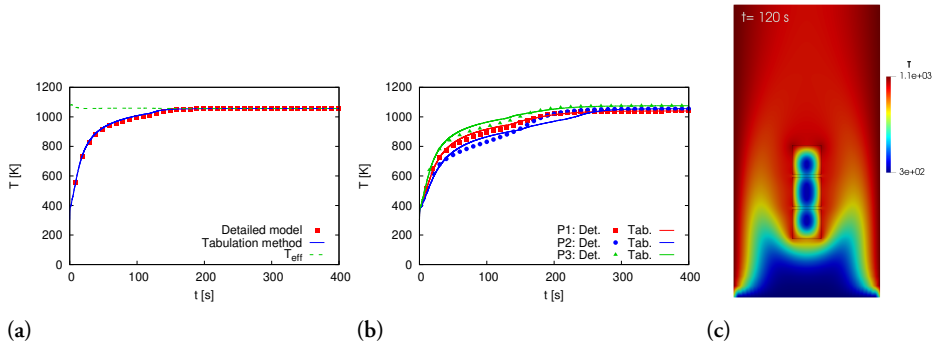 1200
1000
800
600
400
200
0
T [K]
0 100 200 300 400
t [s]
Detailed model
Tabulation method
T_eff
(a)
1200
1000
800
600
400
200
0
T [K]
0 100 200 300 400
t [s]
P1: Det. Tab.
P2: Det. Tab.
P3: Det. Tab.
(b)
t= 120 s
T
1.1e+03
3e+02
(c)